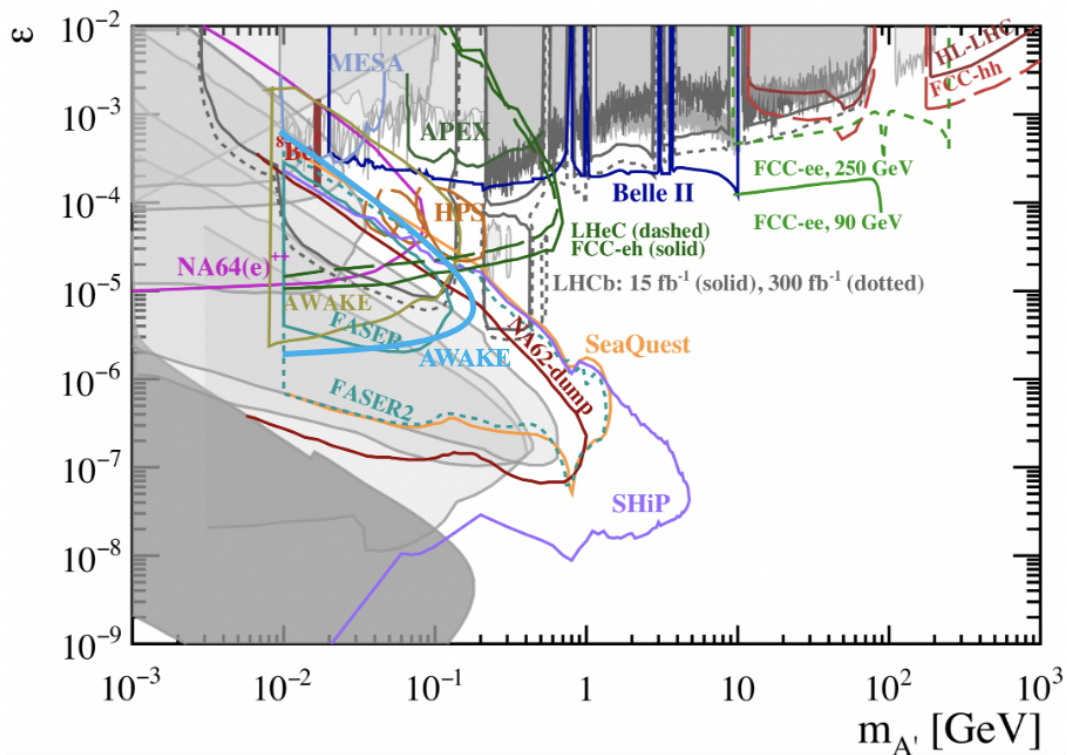 ε
10⁻²
10⁻³
10⁻⁴
10⁻⁵
10⁻⁶
10⁻⁷
10⁻⁸
10⁻⁹
MESA
APEX
⁸Be
HPS
Belle II
HL-LHC
FCC-hh
FCC-ee, 250 GeV
FCC-ee, 90 GeV
LHeC (dashed)
FCC-eh (solid)
LHCb: 15 fb⁻¹ (solid), 300 fb⁻¹ (dotted)
NA64(e)⁺⁺
AWAKE
FASER
AWAKE
SeaQuest
NA62-dump
FASER2
SHiP
10⁻³
10⁻²
10⁻¹
1
10
10²
10³
m_A' [GeV]